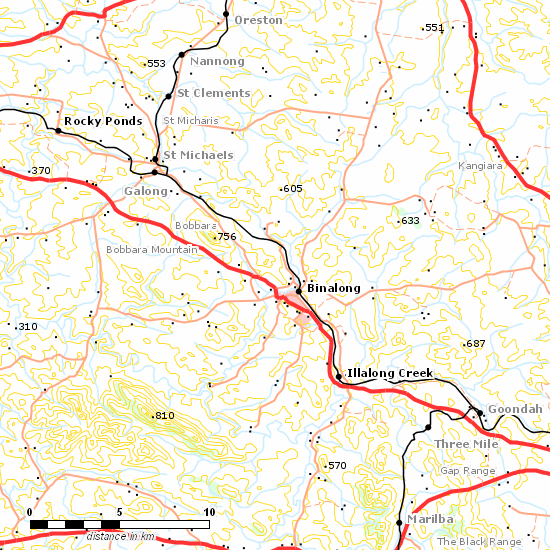 Oreston
.551
Nannong
.553
St Clements
Rocky Ponds
St Micharis
St Michaels
Kangiara
.370
Galong
.605
Bobbara
.633
.756
Bobbara Mountain
Binalong
.310
.687
Illalong Creek
Goondah
.810
Three Mile
.570
Gap Range
0 5 10
Marilba
distance in km
The Black Range